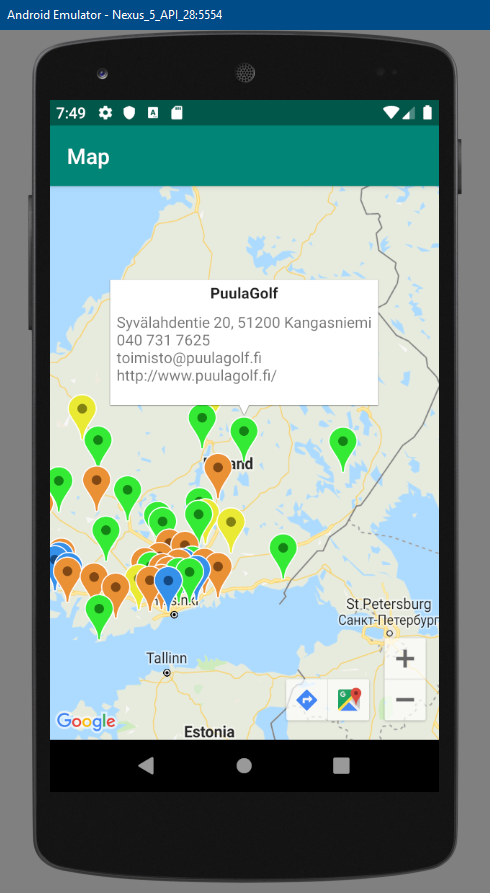 Android Emulator - Nexus_5_API_28:5554
7:49
A
Map
PuulaGolf
Syvälahdentie 20, 51200 Kangasniemi
040 731 7625
toimisto@puulagolf.fi
http://www.puulagolf.fi/
St Petersburg
Санкт-Петербург
Tallinn
Google
Estonia